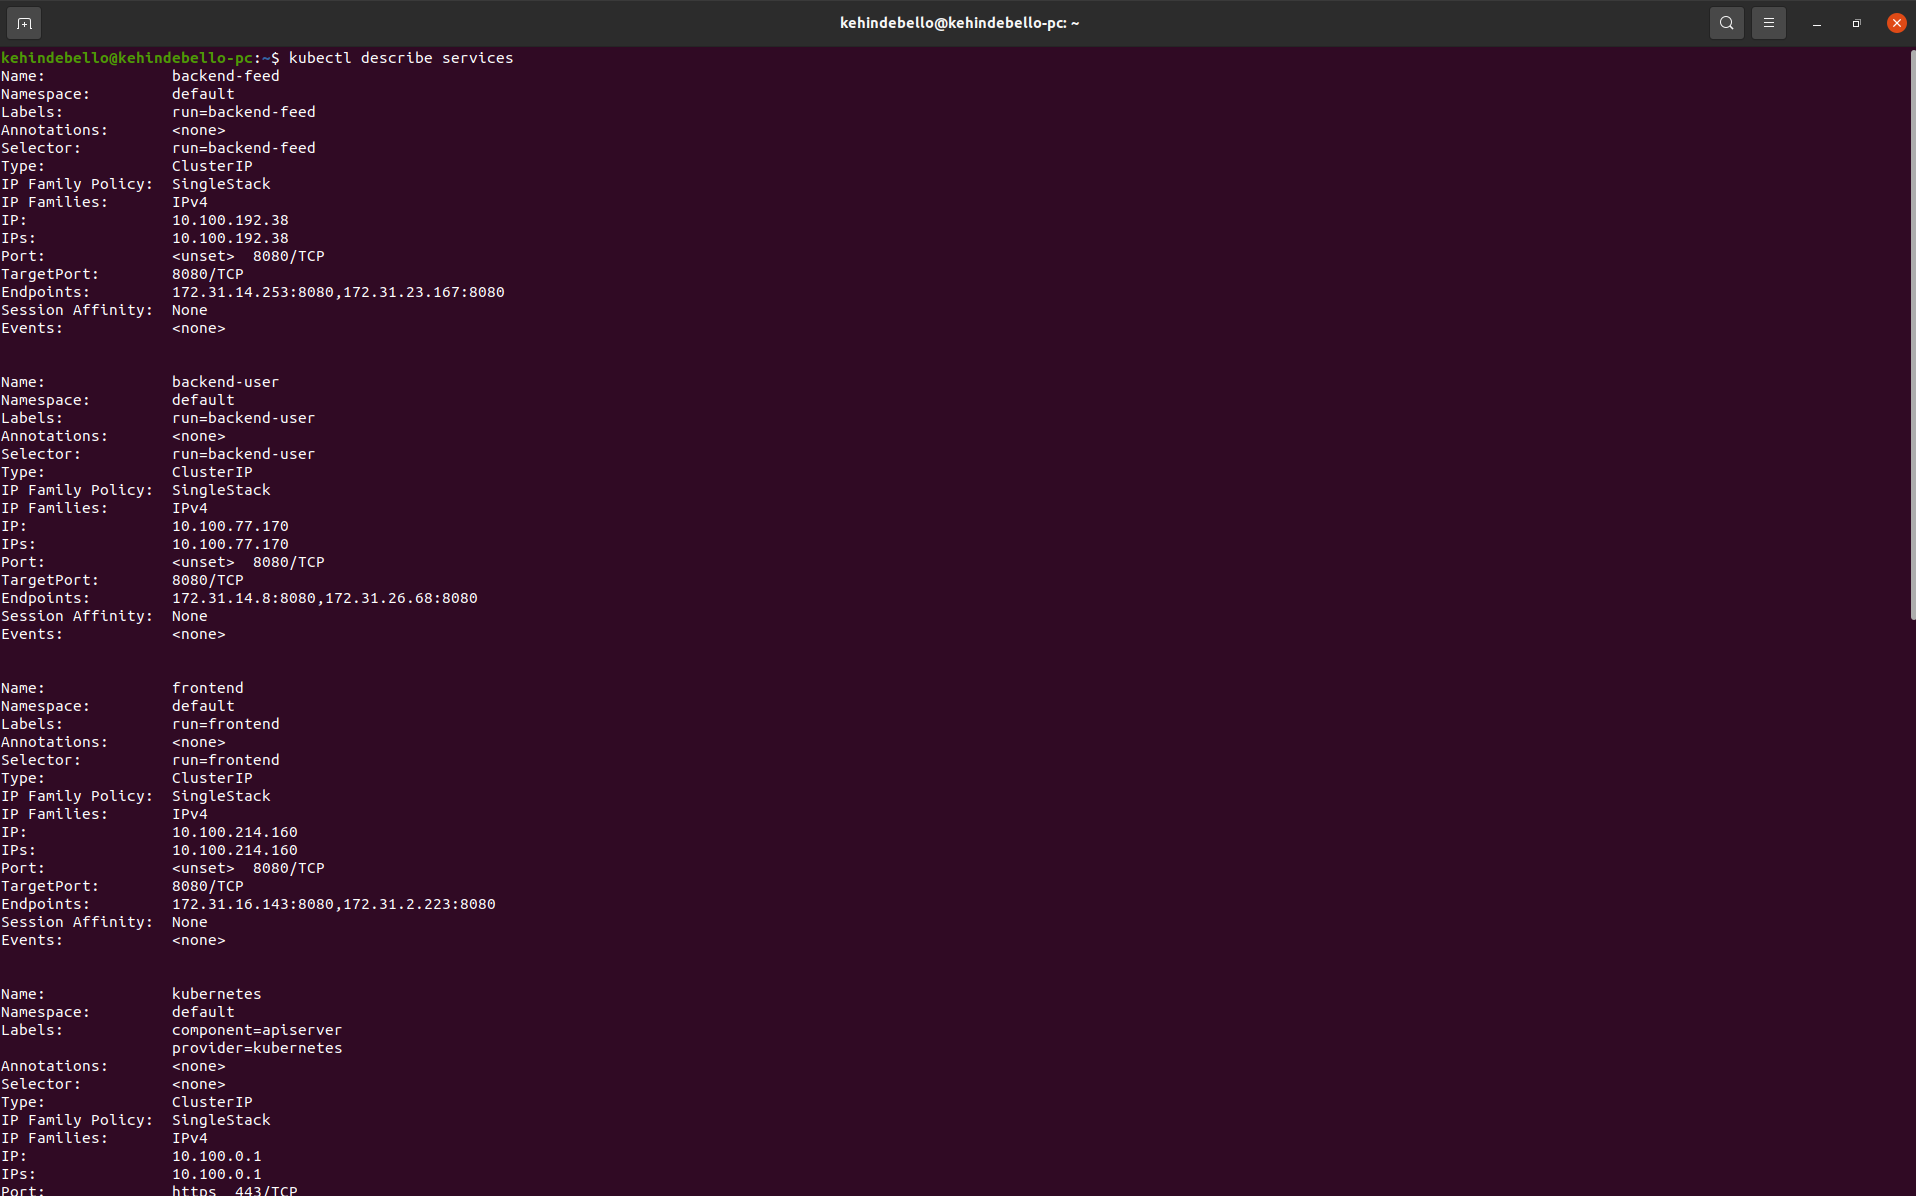 kehindebello@kehindebello-pc: ~
kehindebello@kehindebello-pc:~$ kubectl describe services
Name:              backend-feed
Namespace:         default
Labels:            run=backend-feed
Annotations:       <none>
Selector:          run=backend-feed
Type:              ClusterIP
IP Family Policy:  SingleStack
IP Families:       IPv4
IP:                10.100.192.38
IPs:               10.100.192.38
Port:              <unset>  8080/TCP
TargetPort:        8080/TCP
Endpoints:         172.31.14.253:8080,172.31.23.167:8080
Session Affinity:  None
Events:            <none>

Name:              backend-user
Namespace:         default
Labels:            run=backend-user
Annotations:       <none>
Selector:          run=backend-user
Type:              ClusterIP
IP Family Policy:  SingleStack
IP Families:       IPv4
IP:                10.100.77.170
IPs:               10.100.77.170
Port:              <unset>  8080/TCP
TargetPort:        8080/TCP
Endpoints:         172.31.14.8:8080,172.31.26.68:8080
Session Affinity:  None
Events:            <none>

Name:              frontend
Namespace:         default
Labels:            run=frontend
Annotations:       <none>
Selector:          run=frontend
Type:              ClusterIP
IP Family Policy:  SingleStack
IP Families:       IPv4
IP:                10.100.214.160
IPs:               10.100.214.160
Port:              <unset>  8080/TCP
TargetPort:        8080/TCP
Endpoints:         172.31.16.143:8080,172.31.2.223:8080
Session Affinity:  None
Events:            <none>

Name:              kubernetes
Namespace:         default
Labels:            component=apiserver
                   provider=kubernetes
Annotations:       <none>
Selector:          <none>
Type:              ClusterIP
IP Family Policy:  SingleStack
IP Families:       IPv4
IP:                10.100.0.1
IPs:               10.100.0.1
Port:              https  443/TCP